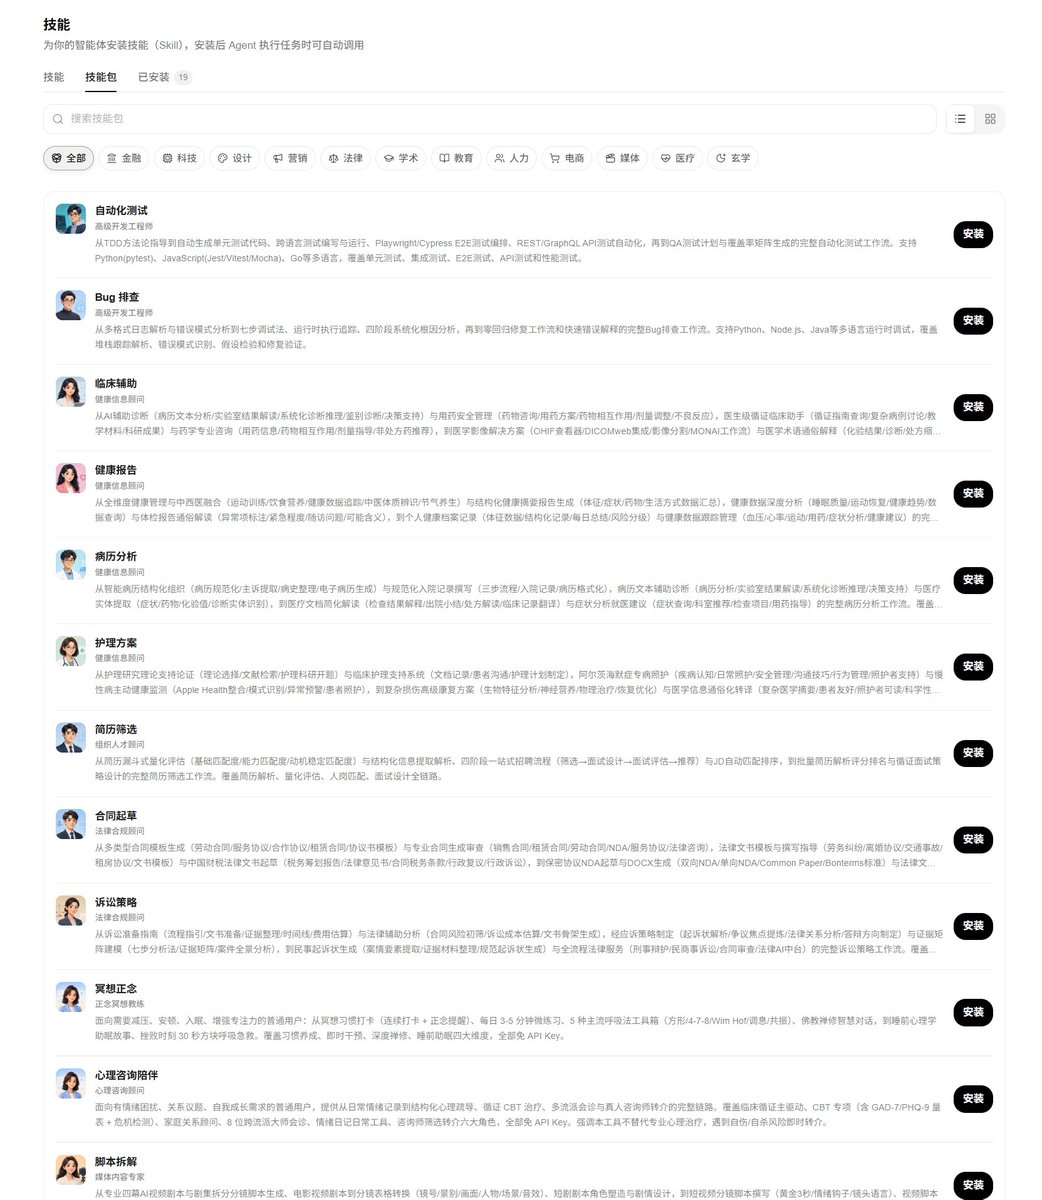 技能
为你的智能体安装技能（Skill），安装后 Agent 执行任务时可自动调用
技能 技能包 已安装 19
搜索技能包
全部 金融 科技 设计 营销 法律 学术 教育 人力 电商 媒体 医疗 玄学
自动化测试
高级开发工程师
从TDD方法论指导到自动生成单元测试代码、跨语言测试编写与运行、Playwright/Cypress E2E测试编排、REST/GraphQL API测试自动化，再到QA测试计划与覆盖率矩阵生成的完整自动化测试工作流。支持
Python(pytest)、JavaScript(Jest/Vitest/Mocha)、Go等多语言，覆盖单元测试、集成测试、E2E测试、API测试和性能测试。
安装
Bug 排查
高级开发工程师
从多格式日志解析与错误模式分析到七步调试法、运行时执行追踪、四阶段系统化根因分析，再到零回归修复工作流和快速错误解释的完整Bug排查工作流。支持Python、Node.js、Java等多语言运行时调试，覆盖
堆栈跟踪解析、错误模式识别、假设检验和修复验证。
安装
临床辅助
健康信息顾问
从AI辅助诊断（病历文本分析/实验室结果解读/系统化诊断推理/鉴别诊断/决策支持）与用药安全管理（药物咨询/用药方案/药物相互作用/剂量调整/不良反应），医生级循证临床助手（循证指南查询/复杂病例讨论/教
学材料/科研成果）与药学专业咨询（用药信息/药物相互作用/剂量指导/非处方药推荐），到医学影像解决方案（OHIF查看器/DICOMweb集成/影像分割/MONAI工作流）与医学术语通俗解释（化验结果/诊断/处方缩...
安装
健康报告
健康信息顾问
从全维度健康管理与中西医融合（运动训练/饮食营养/健康数据追踪/中医体质辨识/节气养生）与结构化健康摘要报告生成（体征/症状/药物/生活方式数据汇总），健康数据深度分析（睡眠质量/运动恢复/健康趋势/数
据查询）与体检报告通俗解读（异常项标注/紧急程度/随访问题/可能含义），到个人健康档案记录（体征数据/结构化记录/每日总结/风险分级）与健康数据跟踪管理（血压/心率/运动/用药/症状分析/健康建议）的完...
安装
病历分析
健康信息顾问
从智能病历结构化组织（病历规范化/主诉提取/病史整理/电子病历生成）与规范化入院记录撰写（三步流程/入院记录/病历格式化），病历文本辅助诊断（病历分析/实验室结果解读/系统化诊断推理/决策支持）与医疗
实体提取（症状/药物/化验值/诊断实体识别），到医疗文档简化解读（检查结果解释/出院小结/处方解读/临床记录翻译）与症状分析就医建议（症状查询/科室推荐/检查项目/用药指导）的完整病历分析工作流。覆盖...
安装
护理方案
健康信息顾问
从护理研究理论支持论证（理论选择/文献检索/护理科研开题）与临床护理支持系统（文档记录/患者沟通/护理计划制定），阿尔茨海默症专病照护（疾病认知/日常照护/安全管理/沟通技巧/行为管理/照护者支持）与慢
性病主动健康监测（Apple Health整合/模式识别/异常预警/患者照护），到复杂损伤高级康复方案（生物特征分析/神经营养/物理治疗/恢复优化）与医学信息通俗化转译（复杂医学摘要/患者友好/照护者可读/科学性...
安装
简历筛选
组织人才顾问
从简历漏斗式量化评估（基础匹配度/能力匹配度/动机稳定匹配度）与结构化信息提取解析、四阶段一站式招聘流程（筛选→面试设计→面试评估→推荐）与JD自动匹配排序，到批量简历解析评分排名与循证面试策
略设计的完整简历筛选工作流。覆盖简历解析、量化评估、人岗匹配、面试设计全链路。
安装
合同起草
法律合规顾问
从多类型合同模板生成（劳动合同/服务协议/合作协议/租赁合同/协议书模板）与专业合同生成审查（销售合同/租赁合同/劳动合同/NDA/服务协议/法律咨询），法律文书模板与撰写指导（劳务纠纷/离婚协议/交通事故/
租房协议/文书模板）与中国财税法律文书起草（税务筹划报告/法律意见书/合同税务条款/行政复议/行政诉讼），到保密协议NDA起草与DOCX生成（双向NDA/单向NDA/Common Paper/Bonterms标准）与法律文...
安装
诉讼策略
法律合规顾问
从诉讼准备指南（流程指引/文书准备/证据整理/时间线/费用估算）与法律辅助分析（合同风险初筛/诉讼成本估算/文书骨架生成），经应诉策略制定（起诉状解析/争议焦点提炼/法律关系分析/答辩方向制定）与证据矩
阵建模（七步分析法/证据矩阵/案件全景分析），到民事起诉状生成（案情要素提取/证据材料整理/规范起诉状生成）与全流程法律服务（刑事辩护/民商事诉讼/合同审查/法律AI中台）的完整诉讼策略工作流。覆盖...
安装
冥想正念
正念冥想教练
面向需要减压、安顿、入眠、增强专注力的普通用户：从冥想习惯打卡（连续打卡 + 正念提醒）、每日 3-5 分钟微练习、5 种主流呼吸法工具箱（方形/4-7-8/Wim Hof/调息/共振）、佛教禅修智慧对话，到睡前心理学
助眠故事、挫败时刻 30 秒方块呼吸急救。覆盖习惯养成、即时干预、深度禅修、睡前助眠四大维度，全部免 API Key。
安装
心理咨询陪伴
心理咨询顾问
面向有情绪困扰、关系议题、自我成长需求的普通用户，提供从日常情绪记录到结构化心理疏导、循证 CBT 治疗、多流派会诊与真人咨询师转介的完整链路。覆盖临床循证主驱动、CBT 专项（含 GAD-7/PHQ-9 量
表 + 危机检测）、家庭关系顾问、8 位跨流派大师会诊、情绪日记日常工具、咨询师筛选转介六大角色，全部免 API Key。强调本工具不替代专业心理治疗，遇到自伤/自杀风险即时转介。
安装
脚本拆解
媒体内容专家
从专业四幕AI视频剧本与剧集拆分分镜脚本生成、电影视频剧本到分镜表格转换（镜号/景别/画面/人物/场景/音效）、短剧剧本角色塑造与剧情设计，到短视频分镜脚本撰写（黄金3秒/情绪钩子/镜头语言）、视频脚本
安装